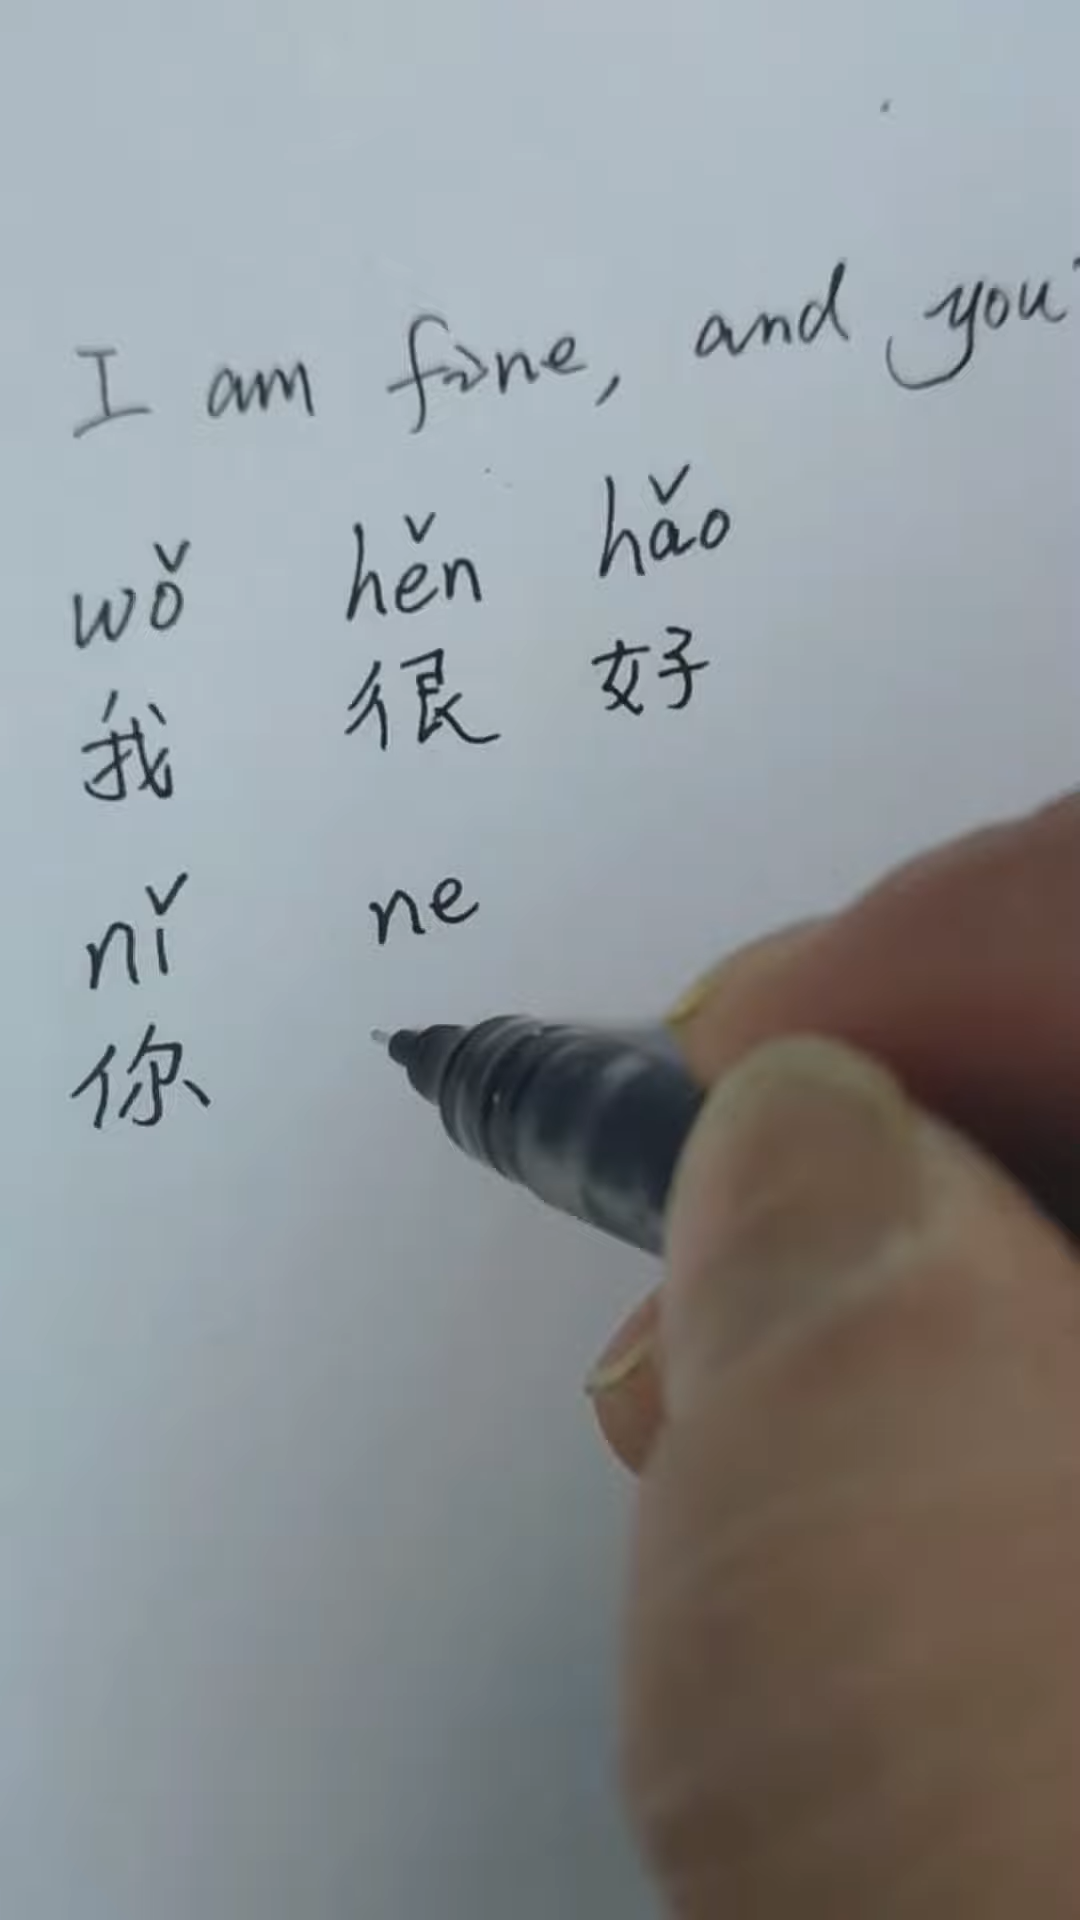 I am fine, and you?
wǒ hěn hǎo
我 很 好
nǐ ne
你